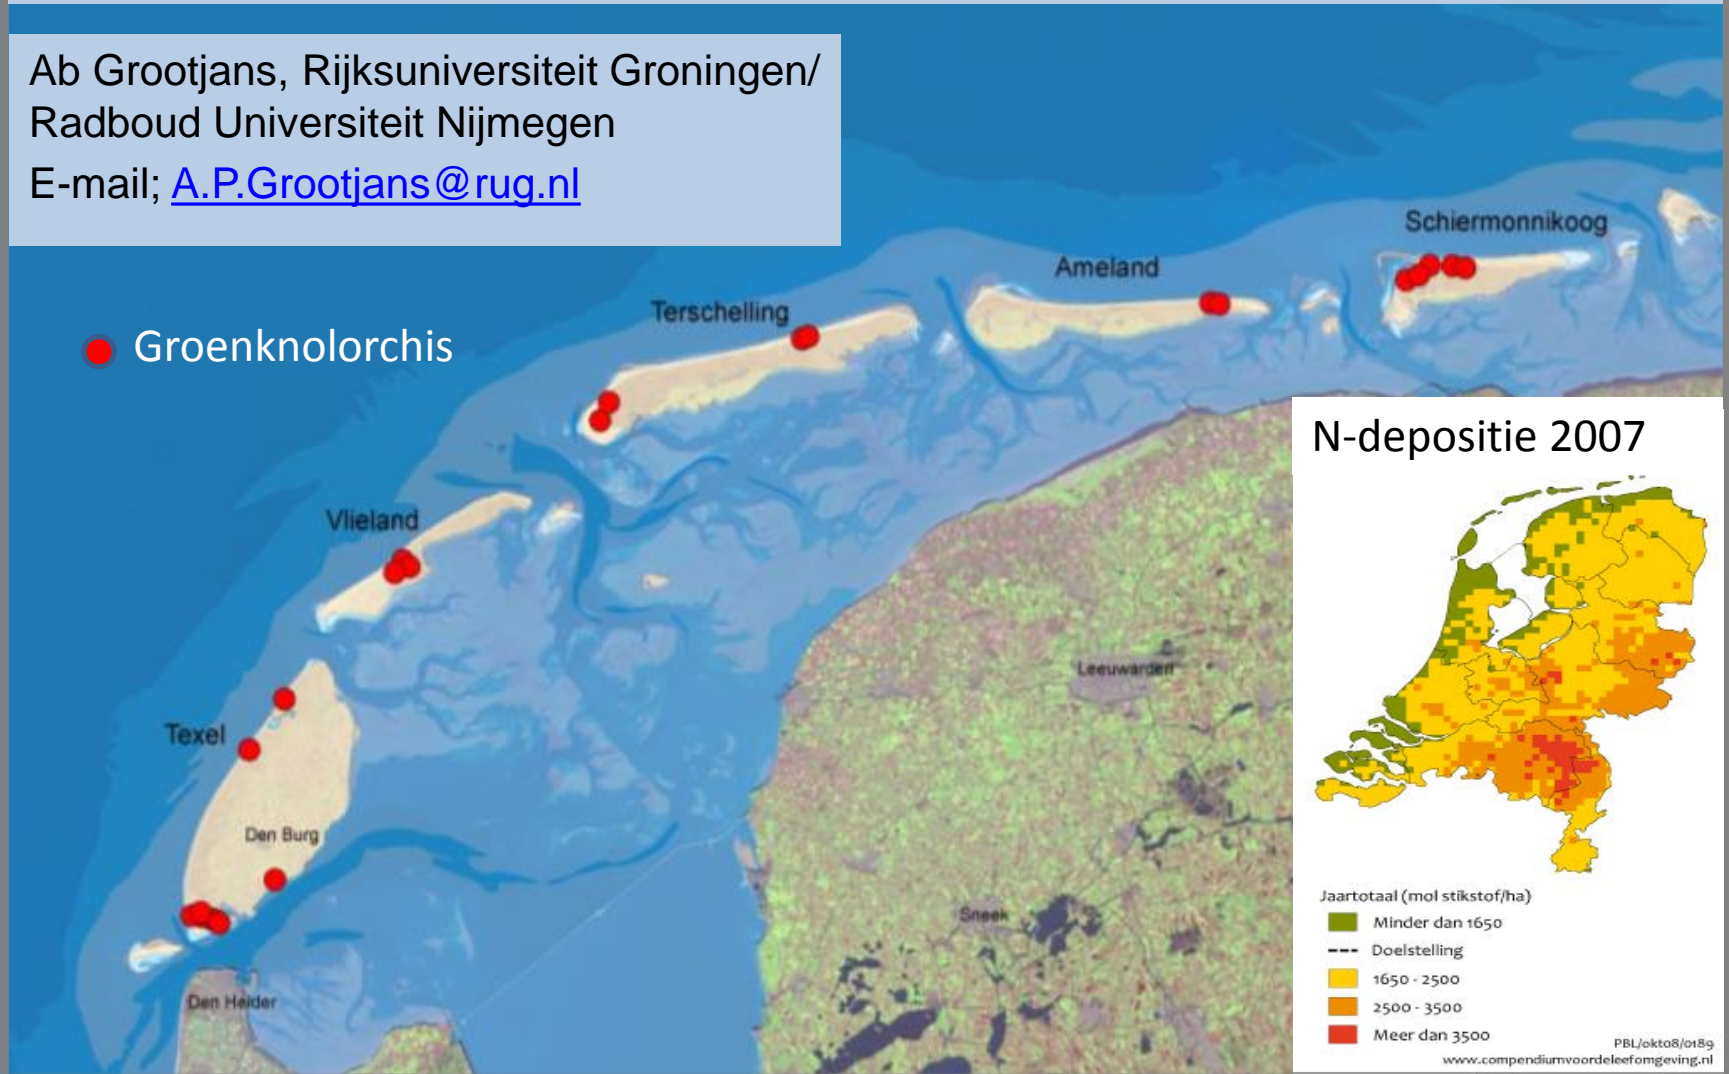 Ab Grootjans, Rijksuniversiteit Groningen/
Radboud Universiteit Nijmegen
E-mail; A.P.Grootjans@rug.nl
Schiermonnikoog
Ameland
Terschelling
Groenknolorchis
N-depositie 2007
Vlieland
Leeuwarden
Texel
Den Burg
Sneek
Den Helder
Jaartotaal (mol stikstof/ha)
Minder dan 1650
Doelstelling
1650 - 2500
2500 - 3500
Meer dan 3500
PBL/okt08/0189
www.compendiumvoordeleefomgeving.nl